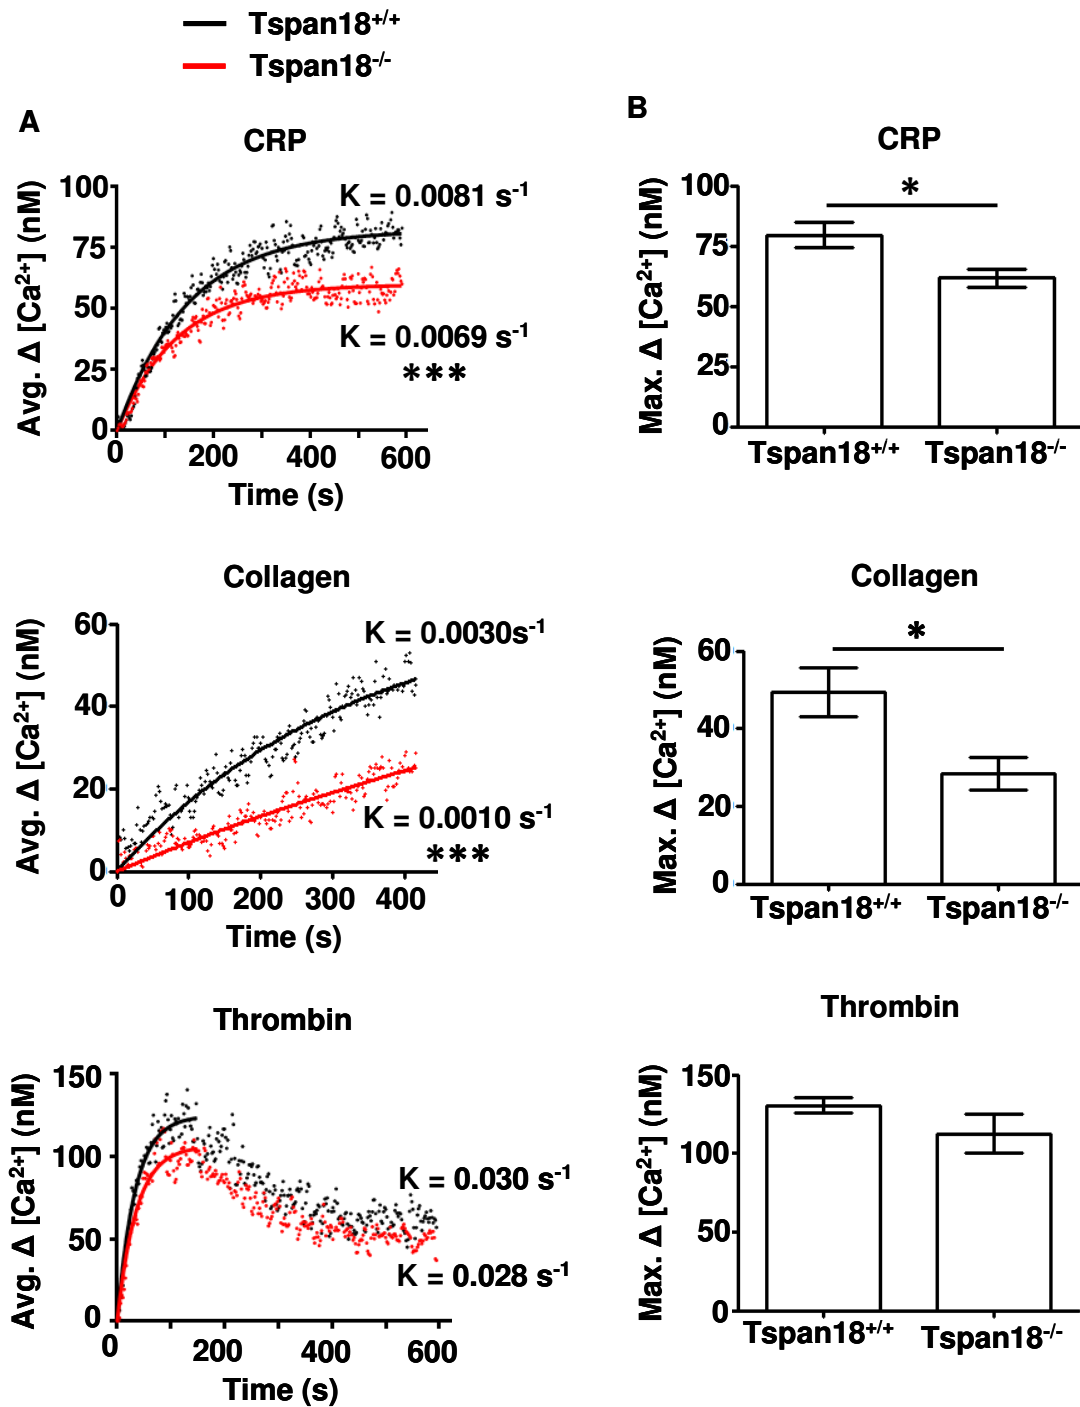 Tspan18+/+
Tspan18-/-
A
CRP
100
75
50
25
0
Avg. Δ [Ca2+] (nM)
K = 0.0081 s-1
K = 0.0069 s-1
***
0 200 400 600
Time (s)
Collagen
60
40
20
0
Avg. Δ [Ca2+] (nM)
K = 0.0030s-1
K = 0.0010 s-1
***
0 100 200 300 400
Time (s)
Thrombin
150
100
50
0
Avg. Δ [Ca2+] (nM)
K = 0.030 s-1
K = 0.028 s-1
0 200 400 600
Time (s)
B
CRP
100
75
50
25
0
Max. Δ [Ca2+] (nM)
*
Tspan18+/+ Tspan18-/-
Collagen
60
40
20
0
Max. Δ [Ca2+] (nM)
*
Tspan18+/+ Tspan18-/-
Thrombin
150
100
50
0
Max. Δ [Ca2+] (nM)
Tspan18+/+ Tspan18-/-